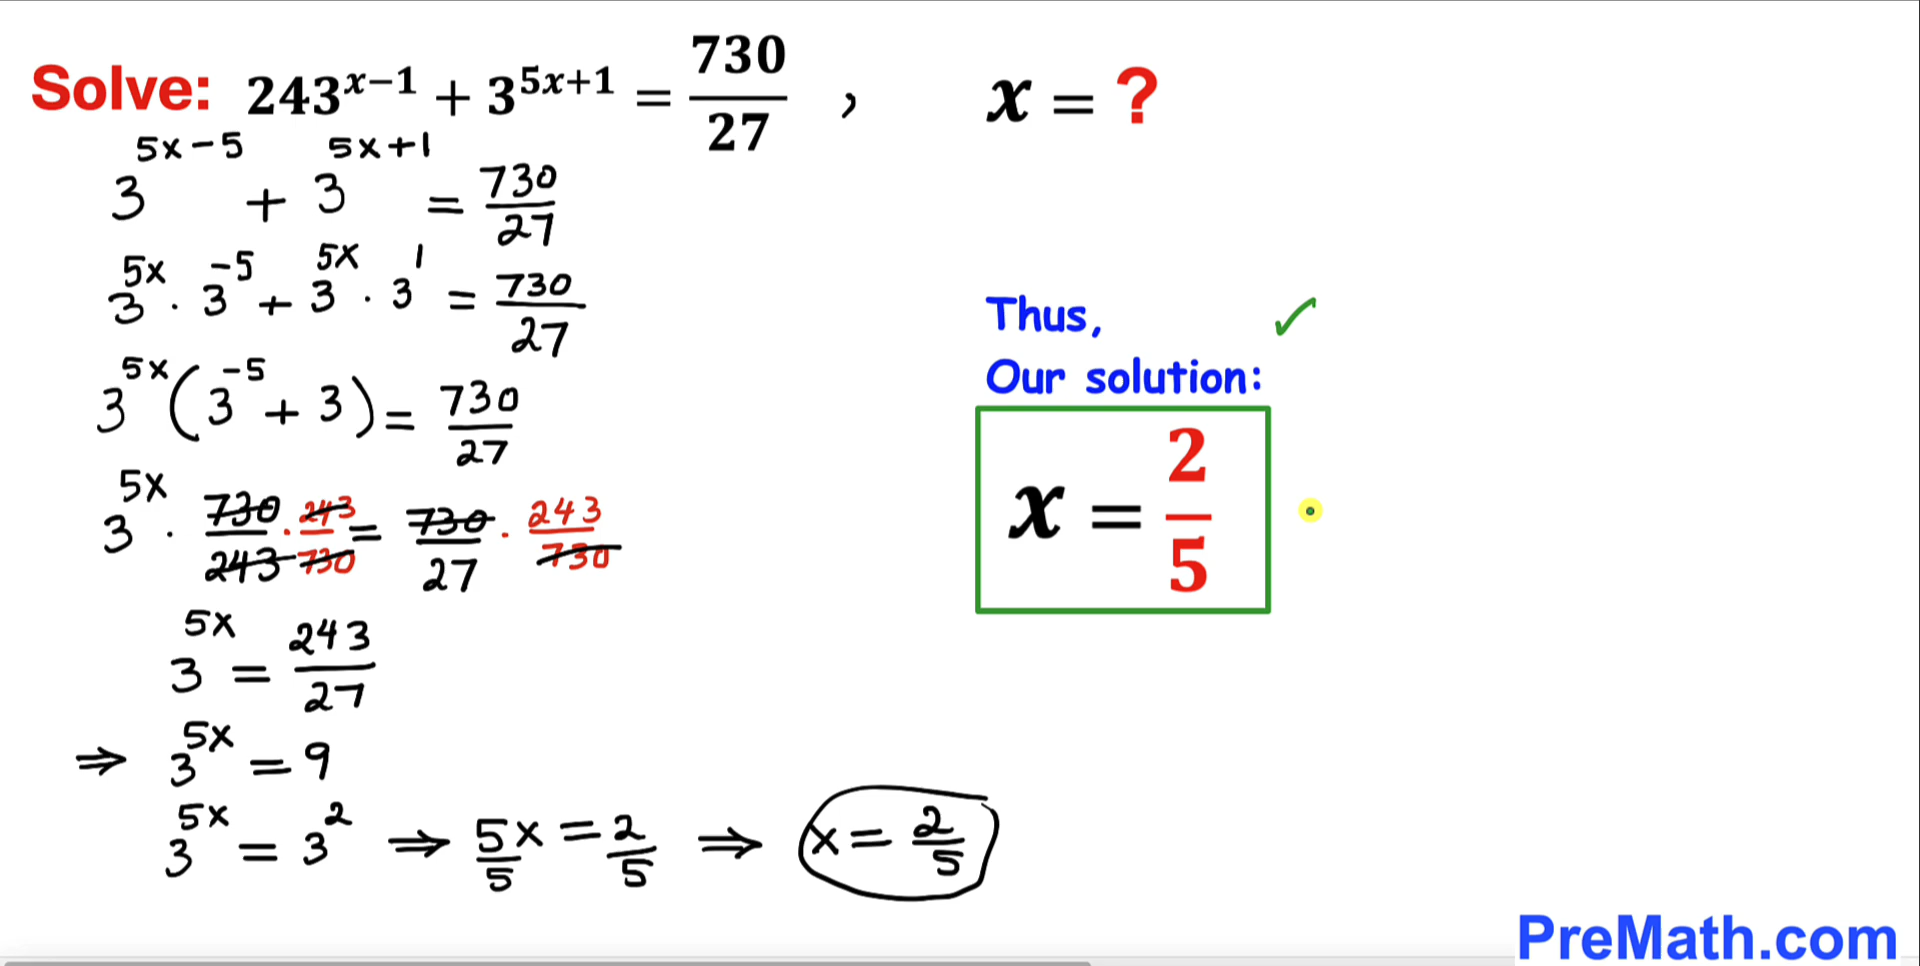 Solve: 243^{x-1} + 3^{5x+1} = 730/27 , x = ?
3^{5x-5} + 3^{5x+1} = 730/27
3^{5x} · 3^{-5} + 3^{5x} · 3^{1} = 730/27
3^{5x} (3^{-5} + 3) = 730/27
3^{5x} · 730/243 · 243/730 = 730/27 · 243/730
3^{5x} = 243/27
⇒ 3^{5x} = 9
3^{5x} = 3^{2} ⇒ 5x/5 = 2/5 ⇒ x = 2/5
Thus, ✓
Our solution:
x = 2/5
PreMath.com